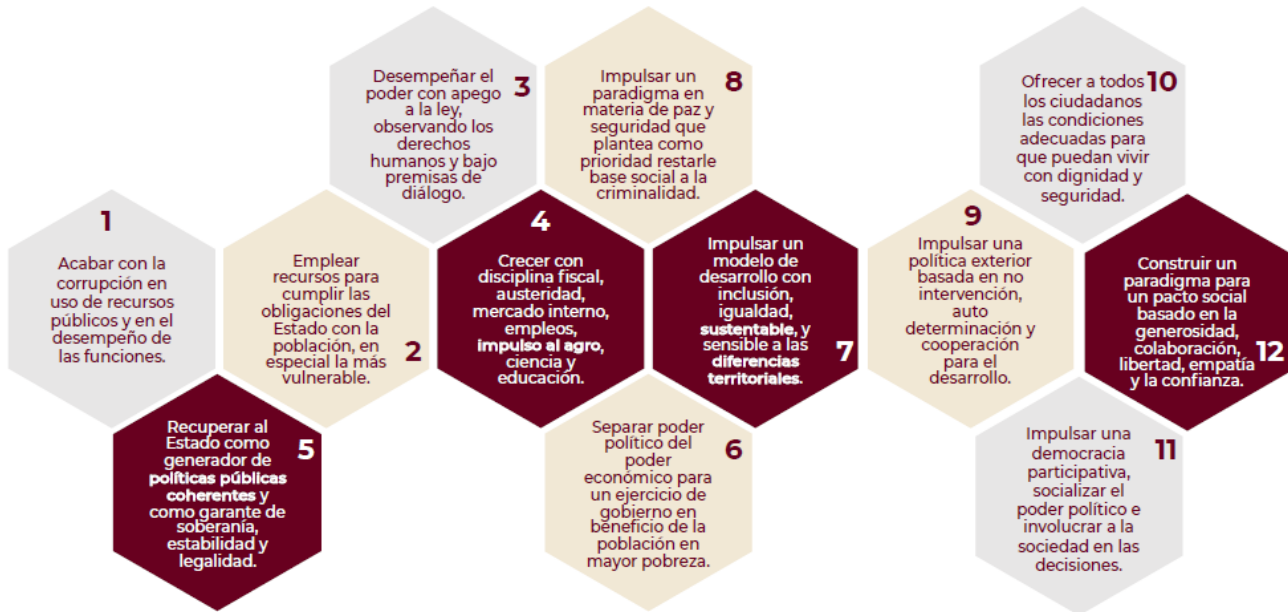 1
Acabar con la
corrupción en
uso de recursos
públicos y en el
desempeño de
las funciones.
2
Emplear
recursos para
cumplir las
obligaciones del
Estado con la
población, en
especial la más
vulnerable.
3
Desempeñar el
poder con apego
a la ley,
observando los
derechos
humanos y bajo
premisas de
diálogo.
4
Crecer con
disciplina fiscal,
austeridad,
mercado interno,
empleos,
impulso al agro,
ciencia y
educación.
5
Recuperar al
Estado como
generador de
políticas públicas
coherentes y
como garante de
soberanía,
estabilidad y
legalidad.
6
Separar poder
político del
poder
económico para
un ejercicio de
gobierno en
beneficio de la
población en
mayor pobreza.
7
Impulsar un
modelo de
desarrollo con
inclusión,
igualdad,
sustentable, y
sensible a las
diferencias
territoriales.
8
Impulsar un
paradigma en
materia de paz y
seguridad que
plantea como
prioridad restarle
base social a la
criminalidad.
9
Impulsar una
política exterior
basada en no
intervención,
auto
determinación y
cooperación
para el
desarrollo.
10
Ofrecer a todos
los ciudadanos
las condiciones
adecuadas para
que puedan vivir
con dignidad y
seguridad.
11
Impulsar una
democracia
participativa,
socializar el
poder político e
involucrar a la
sociedad en las
decisiones.
12
Construir un
paradigma para
un pacto social
basado en la
generosidad,
colaboración,
libertad, empatía
y la confianza.